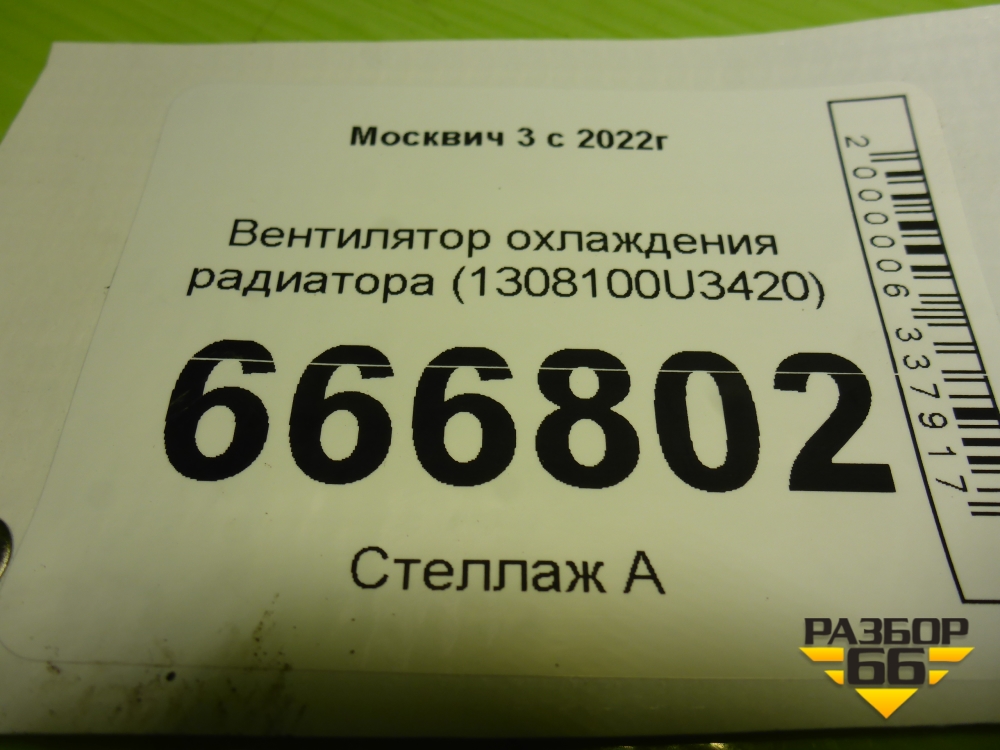 Москвич 3 с 2022г
Вентилятор охлаждения
радиатора (1308100U3420)
666802
Стеллаж А
2000006337917
РАЗБОР
66